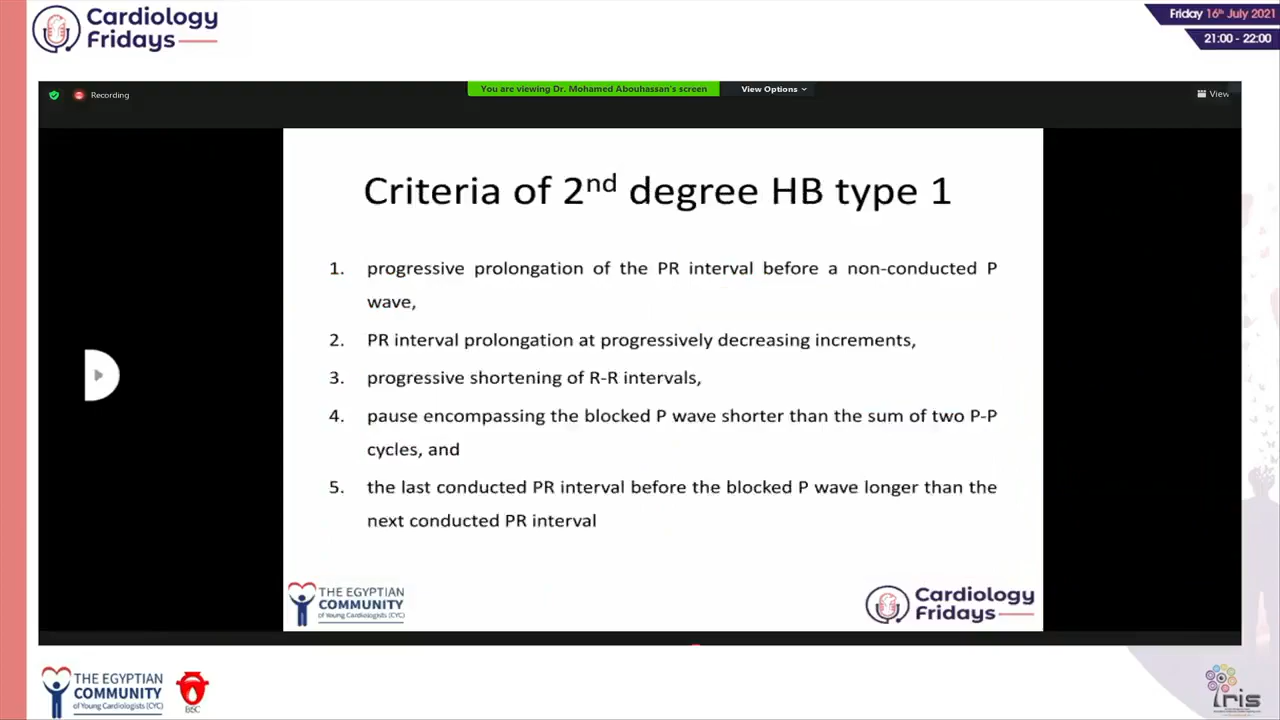 Cardiology
Fridays
Friday 16th July 2021
21:00 - 22:00
Recording
You are viewing Dr. Mohamed Abouhassan's screen
View Options
View
Criteria of 2nd degree HB type 1
1. progressive prolongation of the PR interval before a non-conducted P
wave,
2. PR interval prolongation at progressively decreasing increments,
3. progressive shortening of R-R intervals,
4. pause encompassing the blocked P wave shorter than the sum of two P-P
cycles, and
5. the last conducted PR interval before the blocked P wave longer than the
next conducted PR interval
THE EGYPTIAN
COMMUNITY
of Young Cardiologists (CYC)
Cardiology
Fridays
THE EGYPTIAN
COMMUNITY
of Young Cardiologists (CYC)
iris